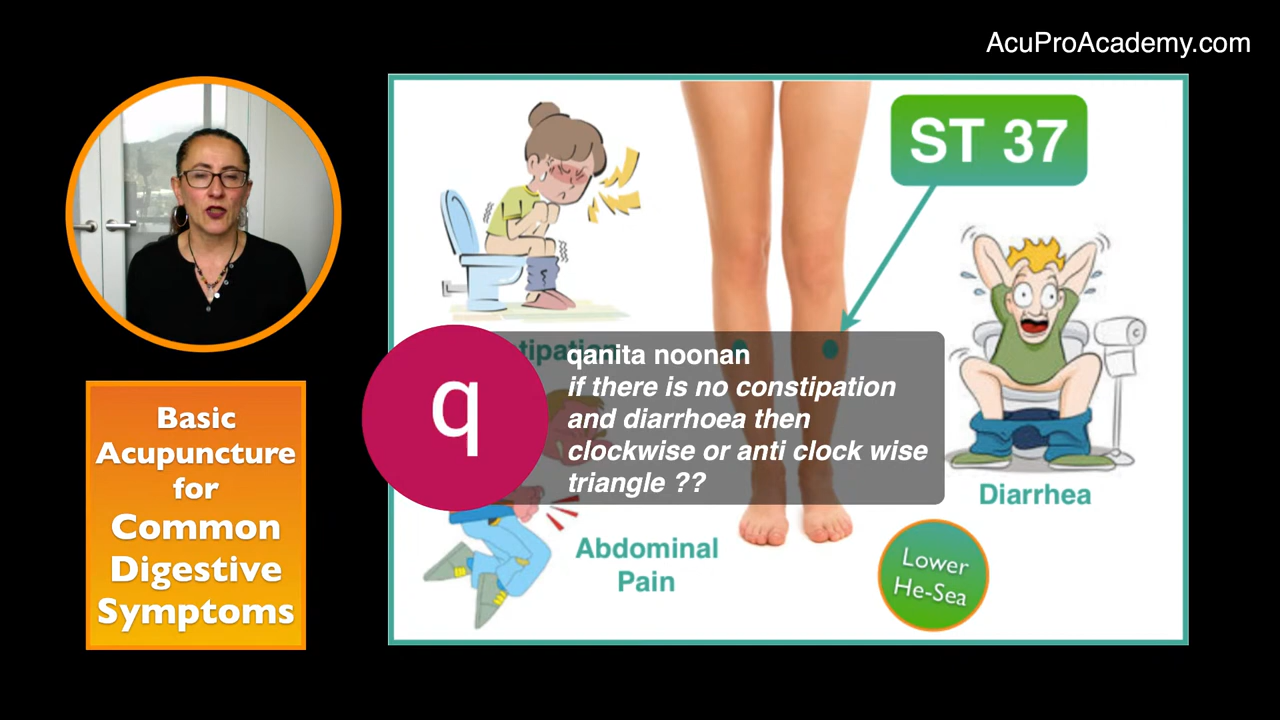 AcuProAcademy.com
Basic
Acupuncture
for
Common
Digestive
Symptoms
ST 37
q
qanita noonan
if there is no constipation
and diarrhoea then
clockwise or anti clock wise
triangle ??
Diarrhea
Abdominal
Pain
Lower
He-Sea